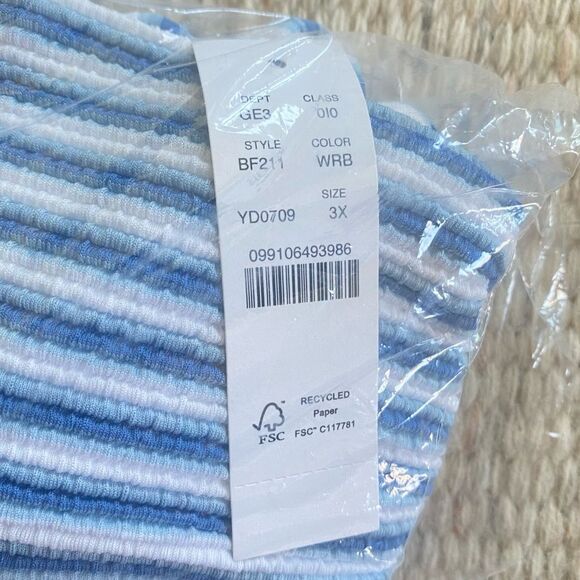 DEPT CLASS
GE3 010
STYLE COLOR
BF211 WRB
SIZE
YD0709 3X
099106493986
RECYCLED
Paper
FSC™ C117781
FSC